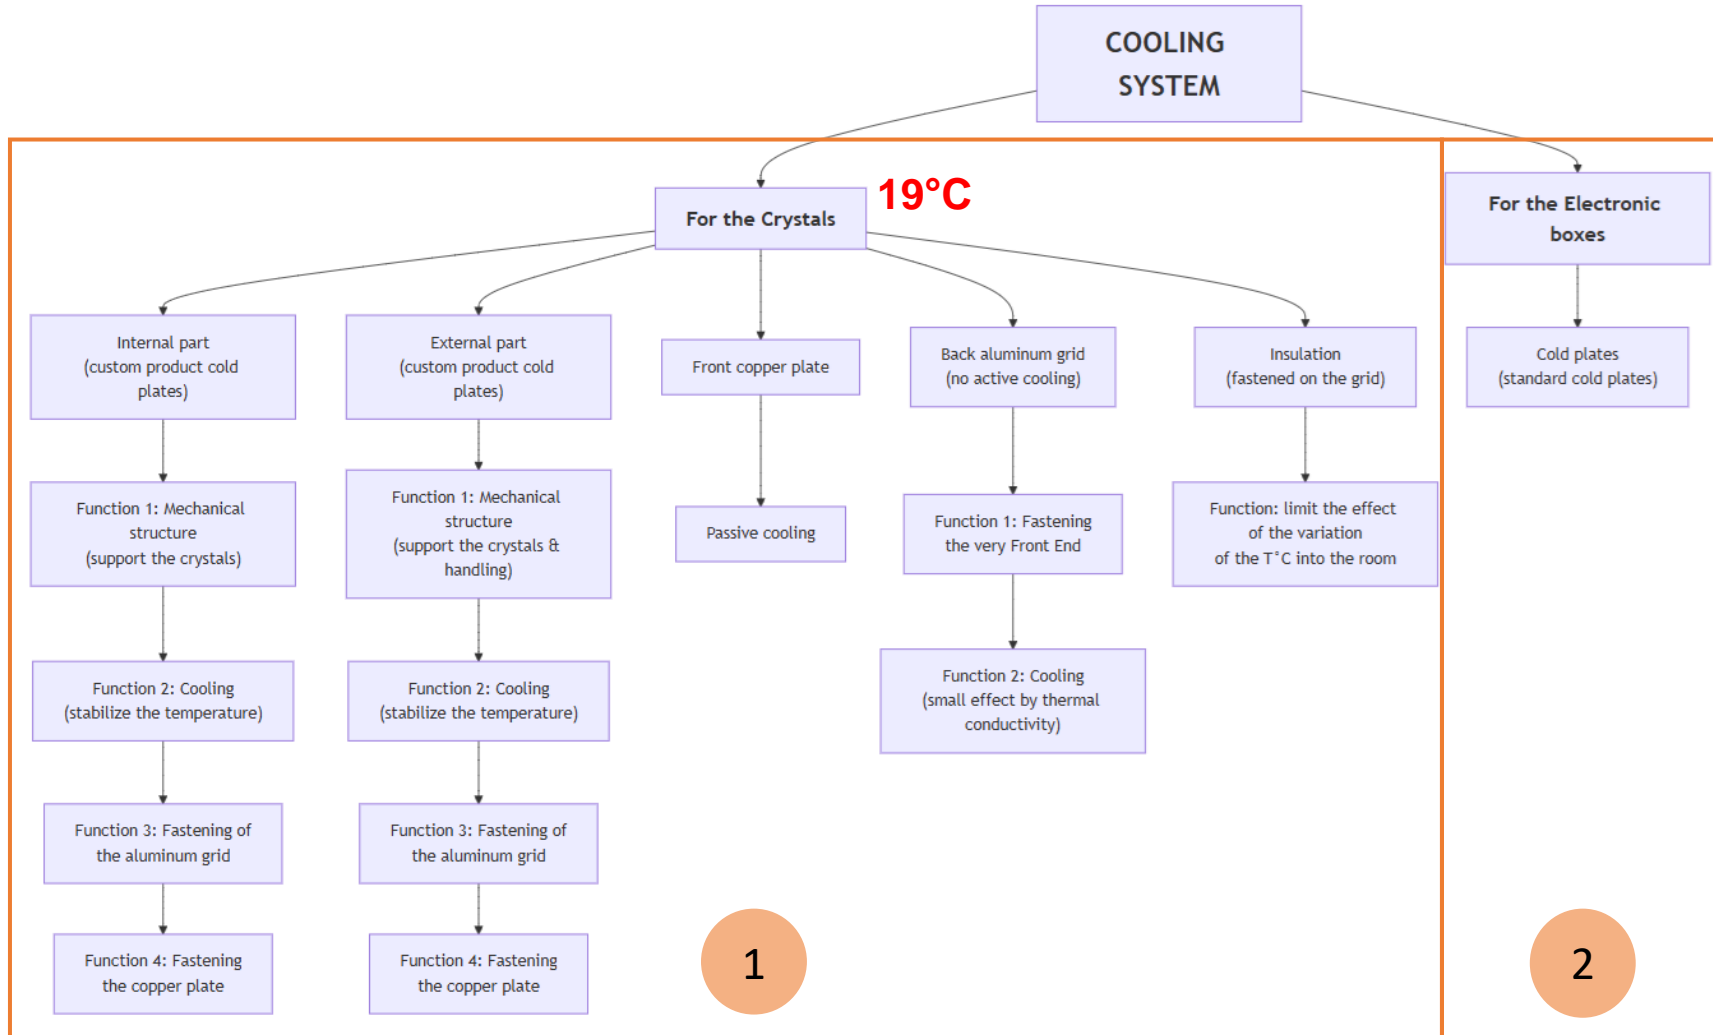 COOLING
SYSTEM
For the Crystals
19°C
For the Electronic
boxes
Internal part
(custom product cold
plates)
External part
(custom product cold
plates)
Front copper plate
Back aluminum grid
(no active cooling)
Insulation
(fastened on the grid)
Cold plates
(standard cold plates)
Function 1: Mechanical
structure
(support the crystals)
Function 1: Mechanical
structure
(support the crystals &
handling)
Passive cooling
Function 1: Fastening
the very Front End
Function: limit the effect
of the variation
of the T°C into the room
Function 2: Cooling
(stabilize the temperature)
Function 2: Cooling
(stabilize the temperature)
Function 2: Cooling
(small effect by thermal
conductivity)
Function 3: Fastening of
the aluminum grid
Function 3: Fastening of
the aluminum grid
Function 4: Fastening
the copper plate
Function 4: Fastening
the copper plate
1
2